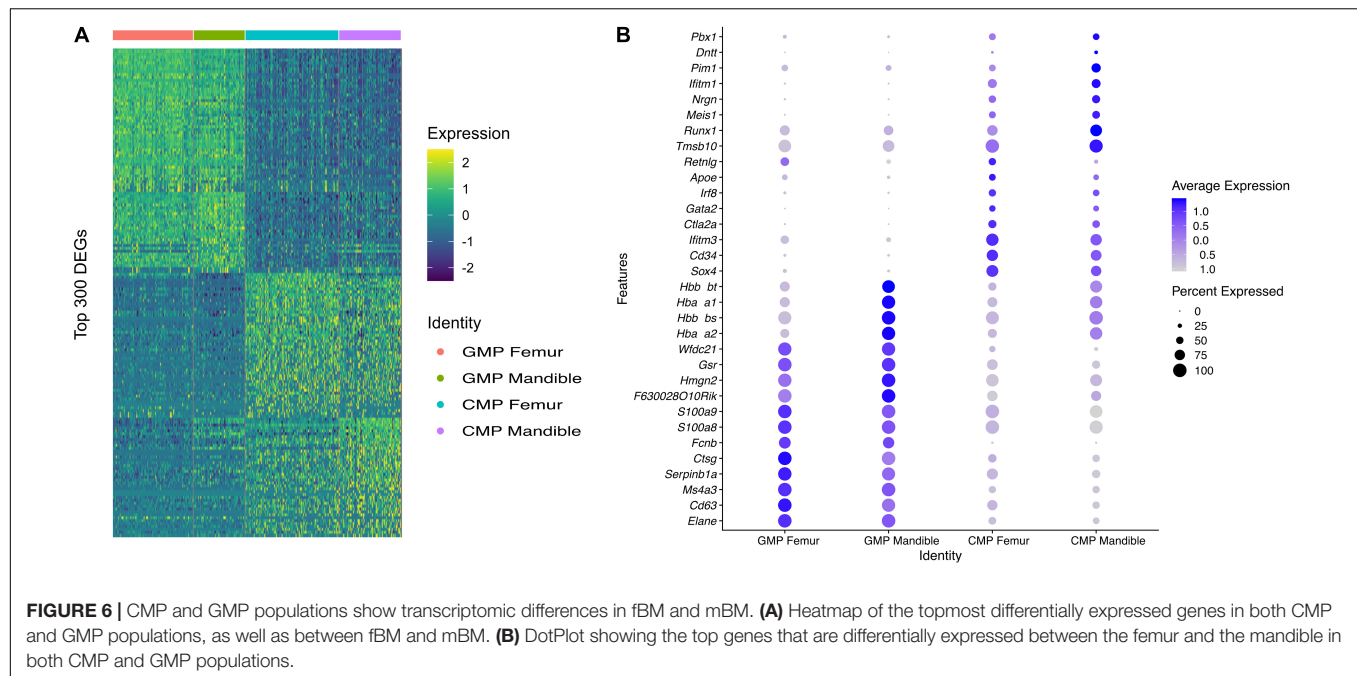 A
Top 300 DEGs
Expression
2
1
0
-1
-2
Identity
GMP Femur
GMP Mandible
CMP Femur
CMP Mandible
B
Features
Pbx1
Dntt
Pim1
Ifitm1
Nrgn
Meis1
Runx1
Tmsb10
Retnlg
Apoe
Irf8
Gata2
Ctla2a
Ifitm3
Cd34
Sox4
Hbb bt
Hba a1
Hbb bs
Hba a2
Wfdc21
Gsr
Hmgn2
F630028O10Rik
S100a9
S100a8
Fcnb
Ctsg
Serpinb1a
Ms4a3
Cd63
Elane
GMP Femur GMP Mandible CMP Femur CMP Mandible
Identity
Average Expression
1.0
0.5
0.0
0.5
1.0
Percent Expressed
0
25
50
75
100
FIGURE 6 | CMP and GMP populations show transcriptomic differences in fBM and mBM. (A) Heatmap of the topmost differentially expressed genes in both CMP
and GMP populations, as well as between fBM and mBM. (B) DotPlot showing the top genes that are differentially expressed between the femur and the mandible in
both CMP and GMP populations.